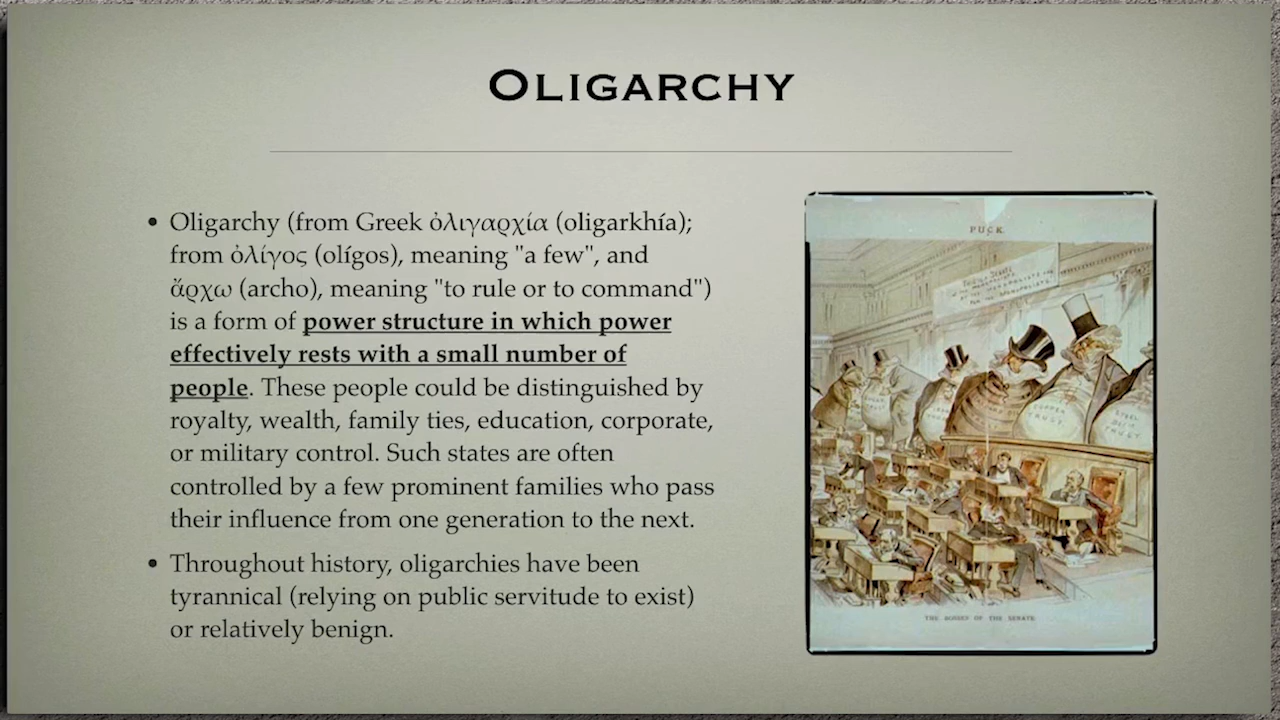 OLIGARCHY
• Oligarchy (from Greek ὀλιγαρχία (oligarkhía);
from ὀλίγος (olígos), meaning "a few", and
ἄρχω (archo), meaning "to rule or to command")
is a form of power structure in which power
effectively rests with a small number of
people. These people could be distinguished by
royalty, wealth, family ties, education, corporate,
or military control. Such states are often
controlled by a few prominent families who pass
their influence from one generation to the next.
• Throughout history, oligarchies have been
tyrannical (relying on public servitude to exist)
or relatively benign.
PUCK.
COPPER
TRUST
STEEL
TRUST
THE BOSSES OF THE SENATE